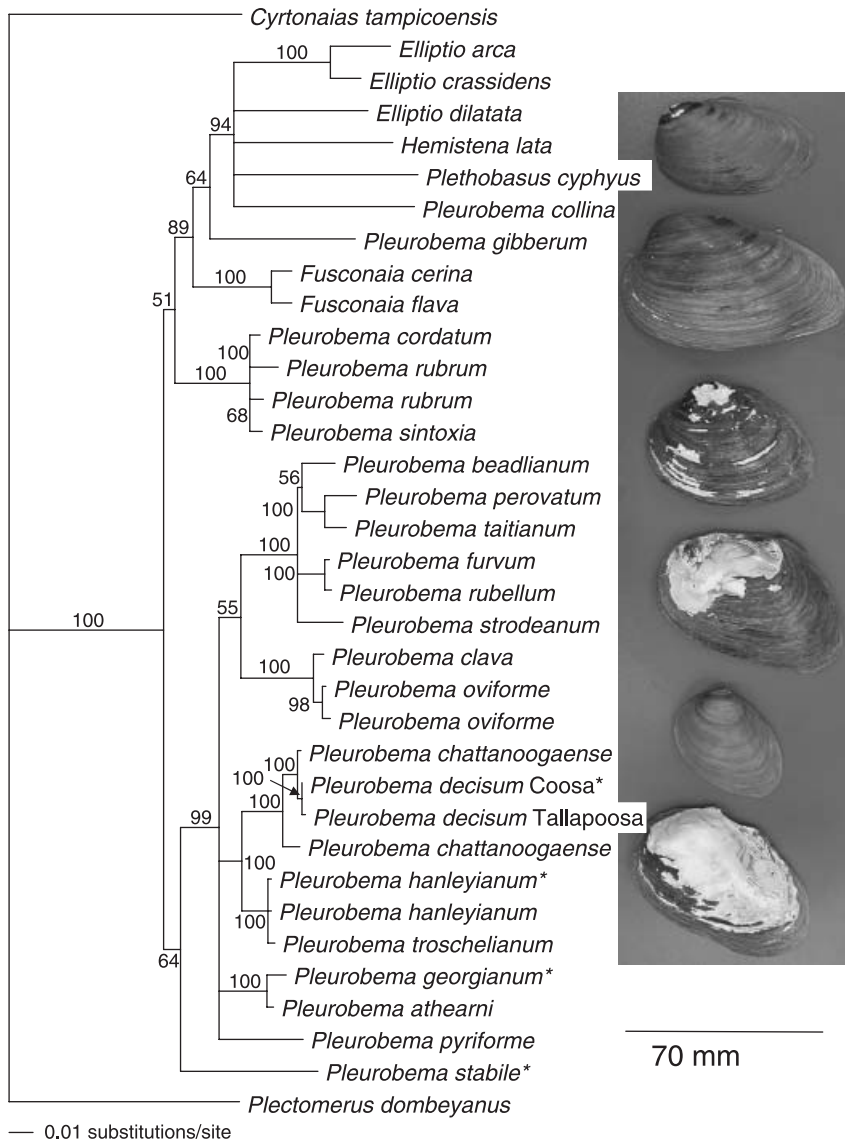 Cyrtonaias tampicoensis
100
Elliptio arca
Elliptio crassidens
Elliptio dilatata
94
Hemistena lata
64
Plethobasus cyphyus
Pleurobema collina
89
Pleurobema gibberum
100
Fusconaia cerina
51
Fusconaia flava
Pleurobema cordatum
100
Pleurobema rubrum
100
Pleurobema rubrum
68
Pleurobema sintoxia
Pleurobema beadlianum
56
Pleurobema perovatum
100
Pleurobema taitianum
100
Pleurobema furvum
100
Pleurobema rubellum
55
Pleurobema strodeanum
100
100
Pleurobema clava
Pleurobema oviforme
98
Pleurobema oviforme
Pleurobema chattanoogaense
100
100
Pleurobema decisum Coosa*
99
100
Pleurobema decisum Tallapoosa
Pleurobema chattanoogaense
100
Pleurobema hanleyianum*
100
Pleurobema hanleyianum
Pleurobema troschelianum
64
100
Pleurobema georgianum*
Pleurobema athearni
Pleurobema pyriforme
70 mm
Pleurobema stabile*
Plectomerus dombeyanus
0.01 substitutions/site